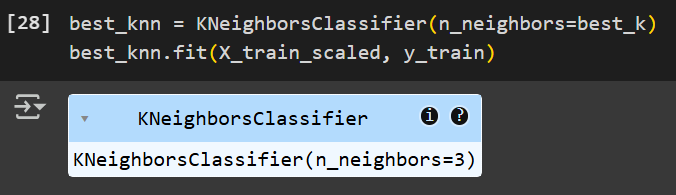 [28] best_knn = KNeighborsClassifier(n_neighbors=best_k)
best_knn.fit(X_train_scaled, y_train)
KNeighborsClassifier i ?
KNeighborsClassifier(n_neighbors=3)